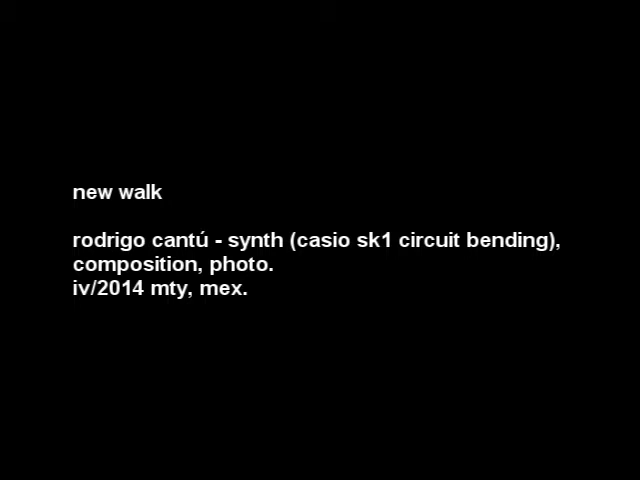 new walk
rodrigo cantú - synth (casio sk1 circuit bending),
composition, photo.
iv/2014 mty, mex.